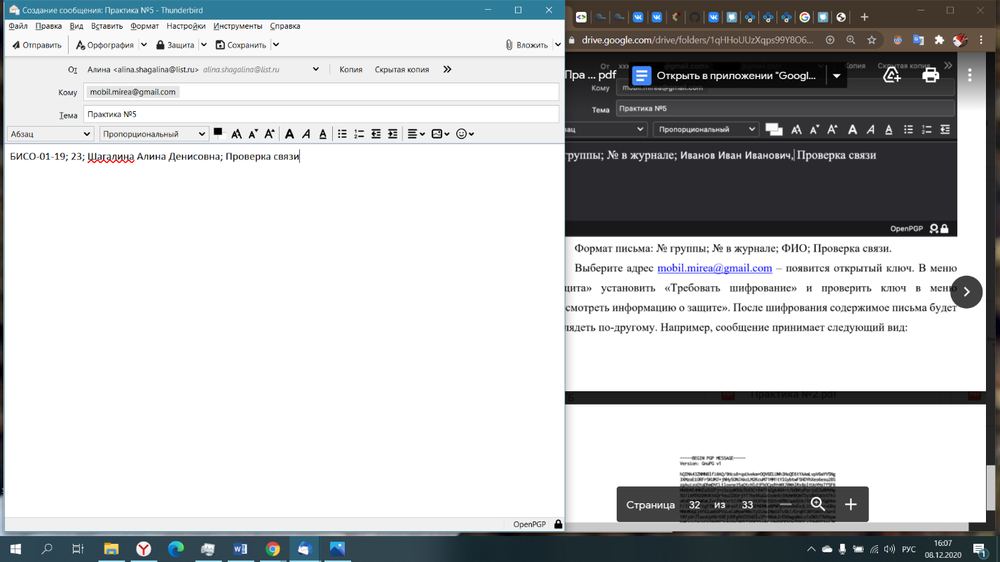 Создание сообщения: Практика №5 - Thunderbird
Файл Правка Вид Вставить Формат Настройки Инструменты Справка
Отправить Орфография Защита Сохранить Вложить
От Алина <alina.shagalina@list.ru> alina.shagalina@list.ru Копия Скрытая копия
Кому mobil.mirea@gmail.com
Тема Практика №5
Абзац Пропорциональный
БИСО-01-19; 23; Шагалина Алина Денисовна; Проверка связи
OpenPGP
drive.google.com/drive/folders/1qHHoUUzXqps99Y8O6...
От Копия Скрытая копия
Пра ... pdf Открыть в приложении "Googl...
Кому mobil.mirea@gmail.com
Тема Практика №5
зац Пропорциональный
группы; № в журнале; Иванов Иван Иванович, Проверка связи
OpenPGP
Формат письма: № группы; № в журнале; ФИО; Проверка связи.
Выберите адрес mobil.mirea@gmail.com – появится открытый ключ. В меню
щита» установить «Требовать шифрование» и проверить ключ в меню
смотреть информацию о защите». После шифрования содержимое письма будет
лядеть по-другому. Например, сообщение принимает следующий вид:
Практика №2.pdf
-----BEGIN PGP MESSAGE-----
Version: GnuPG v1
Страница 32 из 33
РУС
16:07
08.12.2020
1